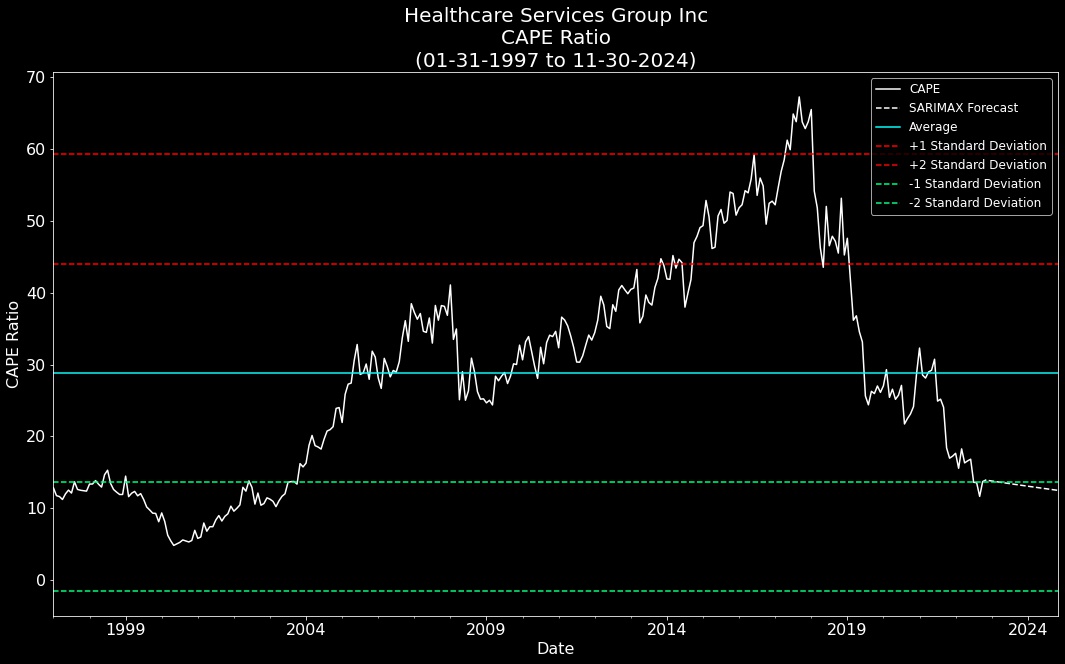 Healthcare Services Group Inc
CAPE Ratio
(01-31-1997 to 11-30-2024)
CAPE
SARIMAX Forecast
Average
+1 Standard Deviation
+2 Standard Deviation
-1 Standard Deviation
-2 Standard Deviation
CAPE Ratio
70
60
50
40
30
20
10
0
1999 2004 2009 2014 2019 2024
Date